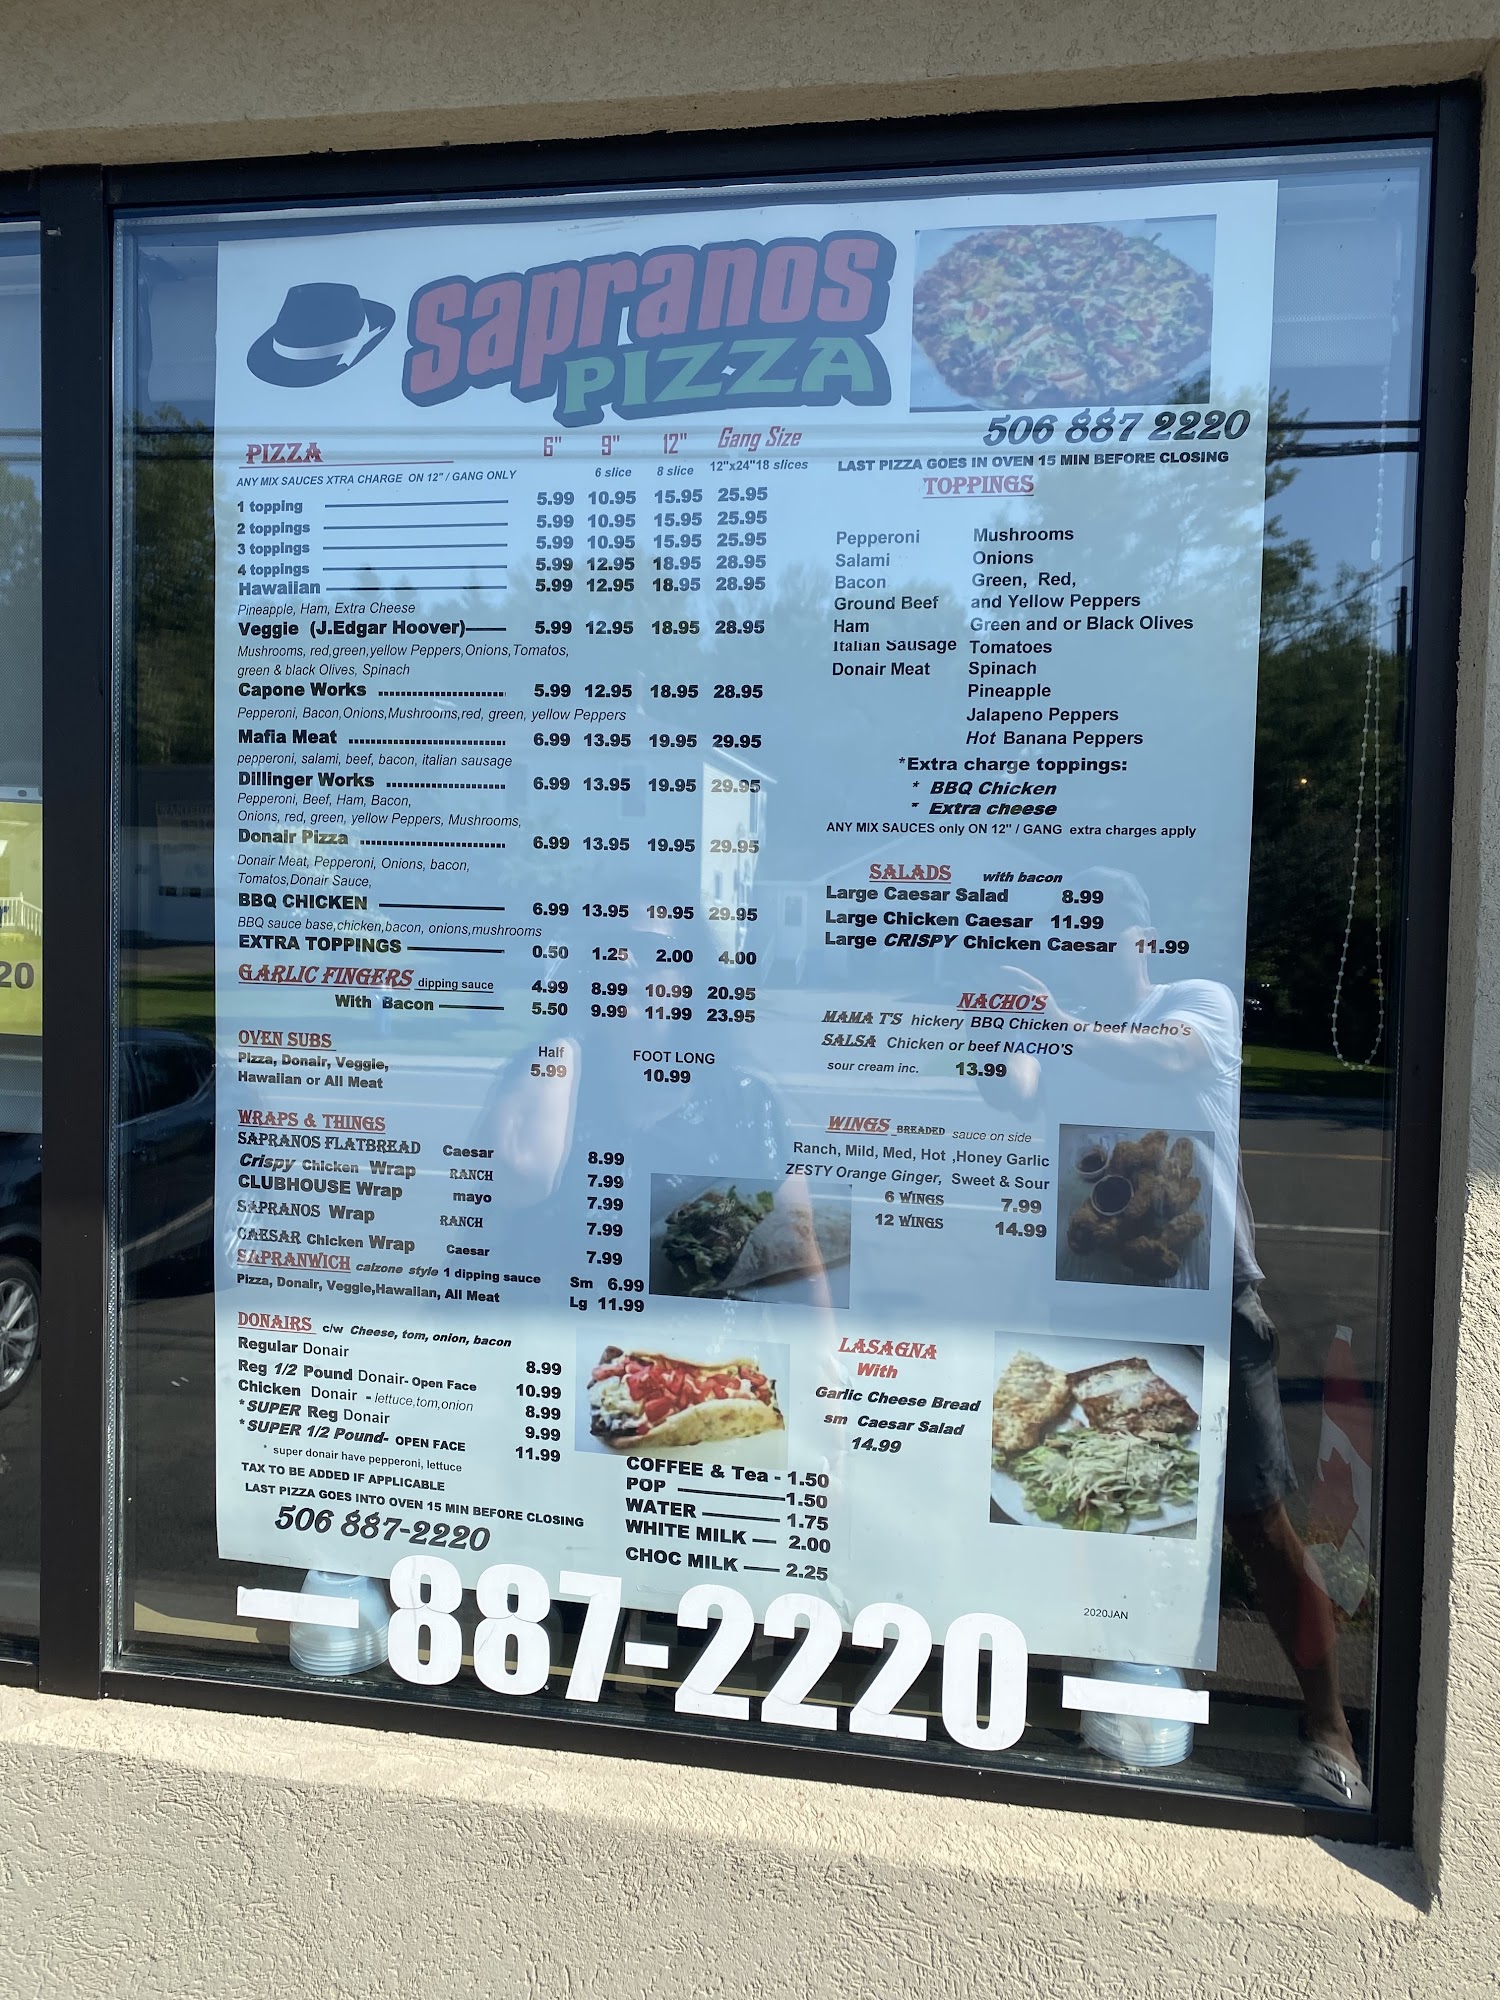 Sapranos
PIZZA
506 887 2220
LAST PIZZA GOES IN OVEN 15 MIN BEFORE CLOSING
PIZZA 6" 9" 12" Gang Size
ANY MIX SAUCES XTRA CHARGE ON 12" / GANG ONLY 6 slice 8 slice 12"x24"18 slices
1 topping 5.99 10.95 15.95 25.95
2 toppings 5.99 10.95 15.95 25.95
3 toppings 5.99 10.95 15.95 25.95
4 toppings 5.99 12.95 18.95 28.95
Hawaiian 5.99 12.95 18.95 28.95
Pineapple, Ham, Extra Cheese
Veggie (J.Edgar Hoover) 5.99 12.95 18.95 28.95
Mushrooms, red,green,yellow Peppers,Onions,Tomatos,
green & black Olives, Spinach
Capone Works 5.99 12.95 18.95 28.95
Pepperoni, Bacon,Onions,Mushrooms,red, green, yellow Peppers
Mafia Meat 6.99 13.95 19.95 29.95
pepperoni, salami, beef, bacon, italian sausage
Dillinger Works 6.99 13.95 19.95 29.95
Pepperoni, Beef, Ham, Bacon,
Onions, red, green, yellow Peppers, Mushrooms,
Donair Pizza 6.99 13.95 19.95 29.95
Donair Meat, Pepperoni, Onions, bacon,
Tomatos,Donair Sauce,
BBQ CHICKEN 6.99 13.95 19.95 29.95
BBQ sauce base,chicken,bacon, onions,mushrooms
EXTRA TOPPINGS 0.50 1.25 2.00 4.00
GARLIC FINGERS dipping sauce 4.99 8.99 10.99 20.95
With Bacon 5.50 9.99 11.99 23.95
OVEN SUBS Half FOOT LONG
Pizza, Donair, Veggie, 5.99 10.99
Hawaiian or All Meat
WRAPS & THINGS
SAPRANOS FLATBREAD Caesar 8.99
Crispy Chicken Wrap RANCH 7.99
CLUBHOUSE Wrap mayo 7.99
SAPRANOS Wrap RANCH 7.99
CAESAR Chicken Wrap Caesar 7.99
SAPRANWICH calzone style 1 dipping sauce Sm 6.99
Pizza, Donair, Veggie,Hawaiian, All Meat Lg 11.99
DONAIRS c/w Cheese, tom, onion, bacon
Regular Donair 8.99
Reg 1/2 Pound Donair- Open Face 10.99
Chicken Donair - lettuce,tom,onion 8.99
*SUPER Reg Donair 9.99
*SUPER 1/2 Pound- OPEN FACE 11.99
* super donair have pepperoni, lettuce
TAX TO BE ADDED IF APPLICABLE
LAST PIZZA GOES INTO OVEN 15 MIN BEFORE CLOSING
506 887-2220
TOPPINGS
Pepperoni Mushrooms
Salami Onions
Bacon Green, Red,
Ground Beef and Yellow Peppers
Ham Green and or Black Olives
Italian Sausage Tomatoes
Donair Meat Spinach
Pineapple
Jalapeno Peppers
Hot Banana Peppers
*Extra charge toppings:
* BBQ Chicken
* Extra cheese
ANY MIX SAUCES only ON 12" / GANG extra charges apply
SALADS with bacon
Large Caesar Salad 8.99
Large Chicken Caesar 11.99
Large CRISPY Chicken Caesar 11.99
NACHO'S
MAMA T'S hickery BBQ Chicken or beef Nacho's
SALSA Chicken or beef NACHO'S
sour cream inc. 13.99
WINGS BREADED sauce on side
Ranch, Mild, Med, Hot ,Honey Garlic
ZESTY Orange Ginger, Sweet & Sour
6 WINGS 7.99
12 WINGS 14.99
LASAGNA
With
Garlic Cheese Bread
sm Caesar Salad
14.99
COFFEE & Tea - 1.50
POP 1.50
WATER 1.75
WHITE MILK 2.00
CHOC MILK 2.25
2020JAN
-887-2220-
20